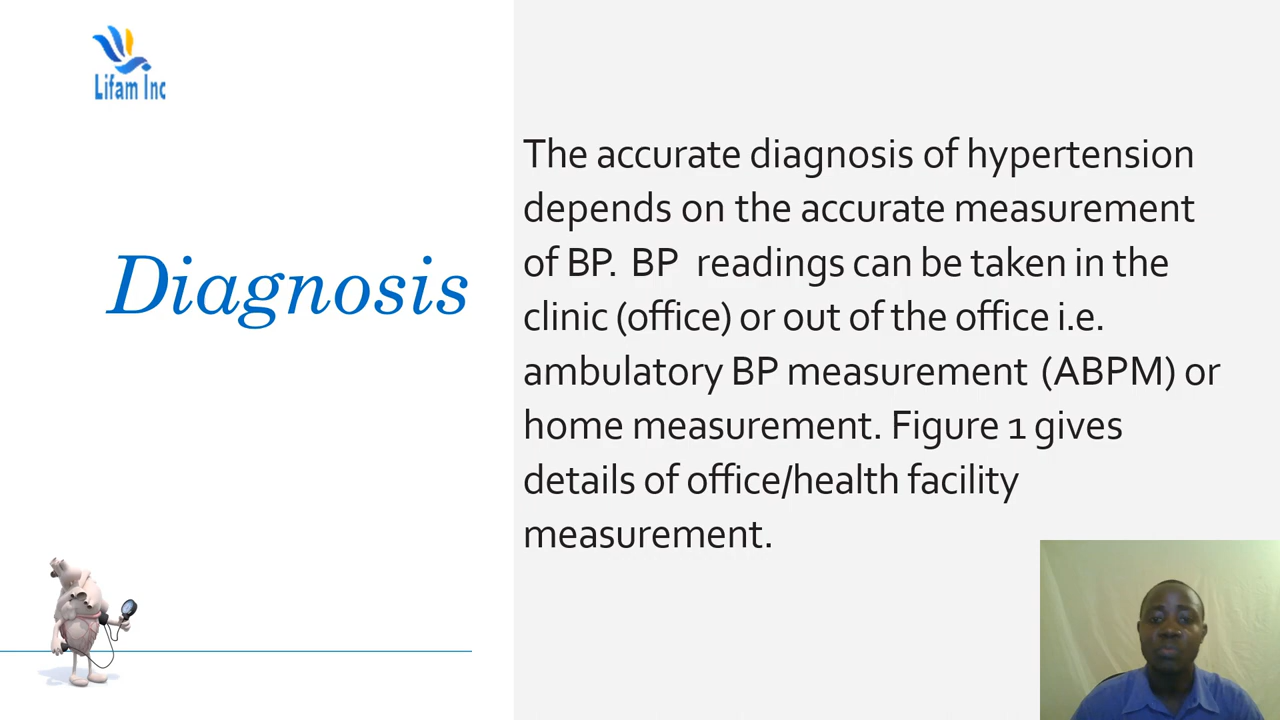 Lifam Inc
Diagnosis
The accurate diagnosis of hypertension
depends on the accurate measurement
of BP. BP readings can be taken in the
clinic (office) or out of the office i.e.
ambulatory BP measurement (ABPM) or
home measurement. Figure 1 gives
details of office/health facility
measurement.